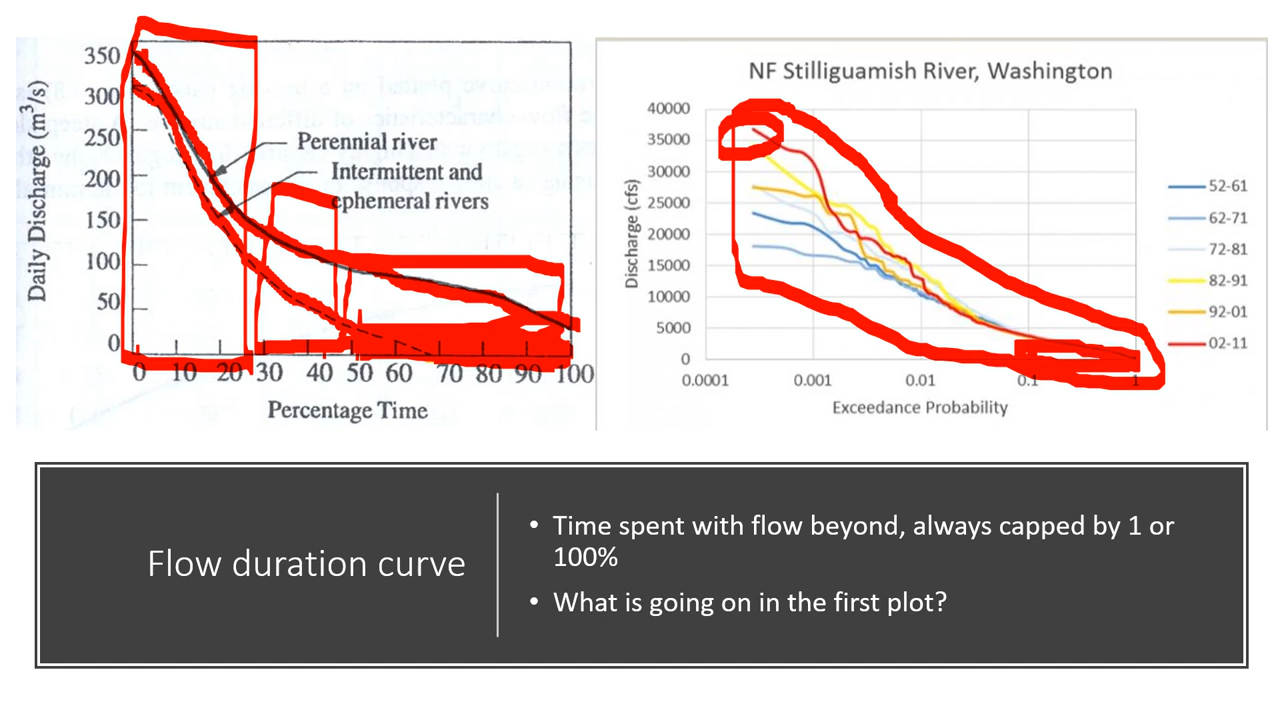 350
300
250
200
150
100
50
0
Daily Discharge (m³/s)
Perennial river
Intermittent and
ephemeral rivers
0 10 20 30 40 50 60 70 80 90 100
Percentage Time
NF Stilliguamish River, Washington
40000
35000
30000
25000
20000
15000
10000
5000
0
Discharge (cfs)
0.0001 0.001 0.01 0.1 1
Exceedance Probability
52-61
62-71
72-81
82-91
92-01
02-11
Flow duration curve
• Time spent with flow beyond, always capped by 1 or
100%
• What is going on in the first plot?